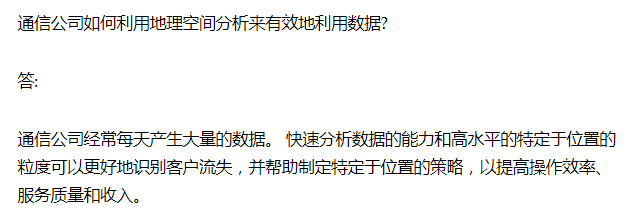 通信公司如何利用地理空间分析来有效地利用数据?
答:
通信公司经常每天产生大量的数据。 快速分析数据的能力和高水平的特定于位置的
粒度可以更好地识别客户流失，并帮助制定特定于位置的策略，以提高操作效率、
服务质量和收入。